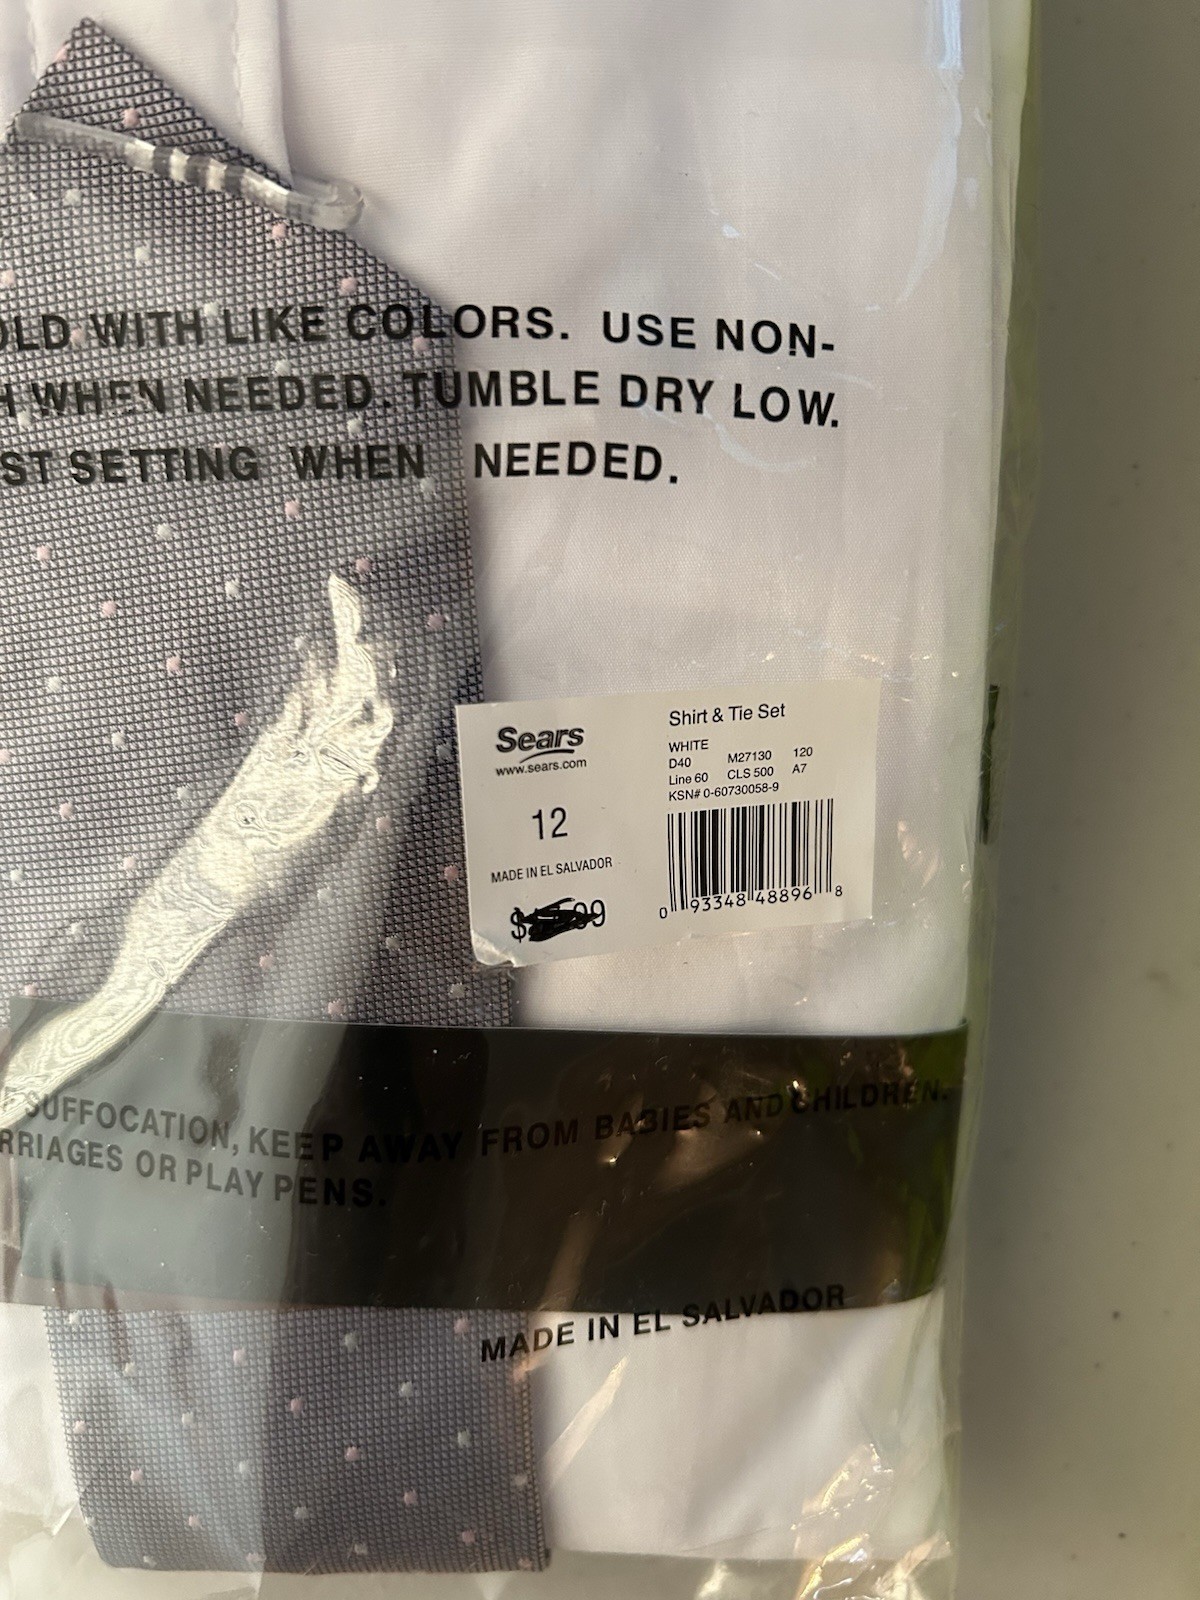 WITH LIKE COLORS. USE NON-
WHEN NEEDED. TUMBLE DRY LOW.
ST SETTING WHEN NEEDED.
Sears
www.sears.com
12
MADE IN EL SALVADOR
Shirt & Tie Set
WHITE
D40 M27130 120
Line 60 CLS 500 A7
KSN# 0-60730058-9
0 93348 48896 8
SUFFOCATION, KEEP AWAY FROM BABIES AND CHILDREN.
RRIAGES OR PLAY PENS.
MADE IN EL SALVADOR